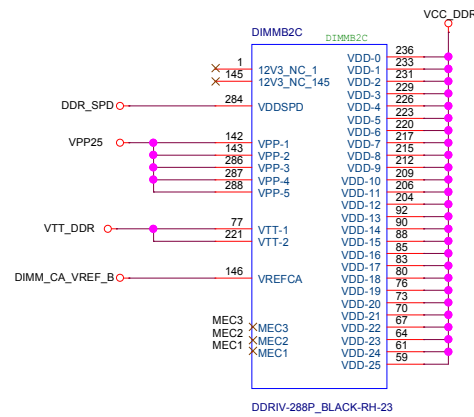 VCC_DDR
DIMMB2C
DIMMB2C
1 12V3_NC_1
145 12V3_NC_145
DDR_SPD 284 VDDSPD
VPP25 142 VPP-1
143 VPP-2
286 VPP-3
287 VPP-4
288 VPP-5
VTT_DDR 77 VTT-1
221 VTT-2
DIMM_CA_VREF_B 146 VREFCA
MEC3 MEC3
MEC2 MEC2
MEC1 MEC1
VDD-0 236
VDD-1 233
VDD-2 231
VDD-3 229
VDD-4 226
VDD-5 223
VDD-6 220
VDD-7 217
VDD-8 215
VDD-9 212
VDD-10 209
VDD-11 206
VDD-12 204
VDD-13 92
VDD-14 90
VDD-15 88
VDD-16 85
VDD-17 83
VDD-18 80
VDD-19 76
VDD-20 73
VDD-21 70
VDD-22 67
VDD-23 64
VDD-24 61
VDD-25 59
DDRIV-288P_BLACK-RH-23